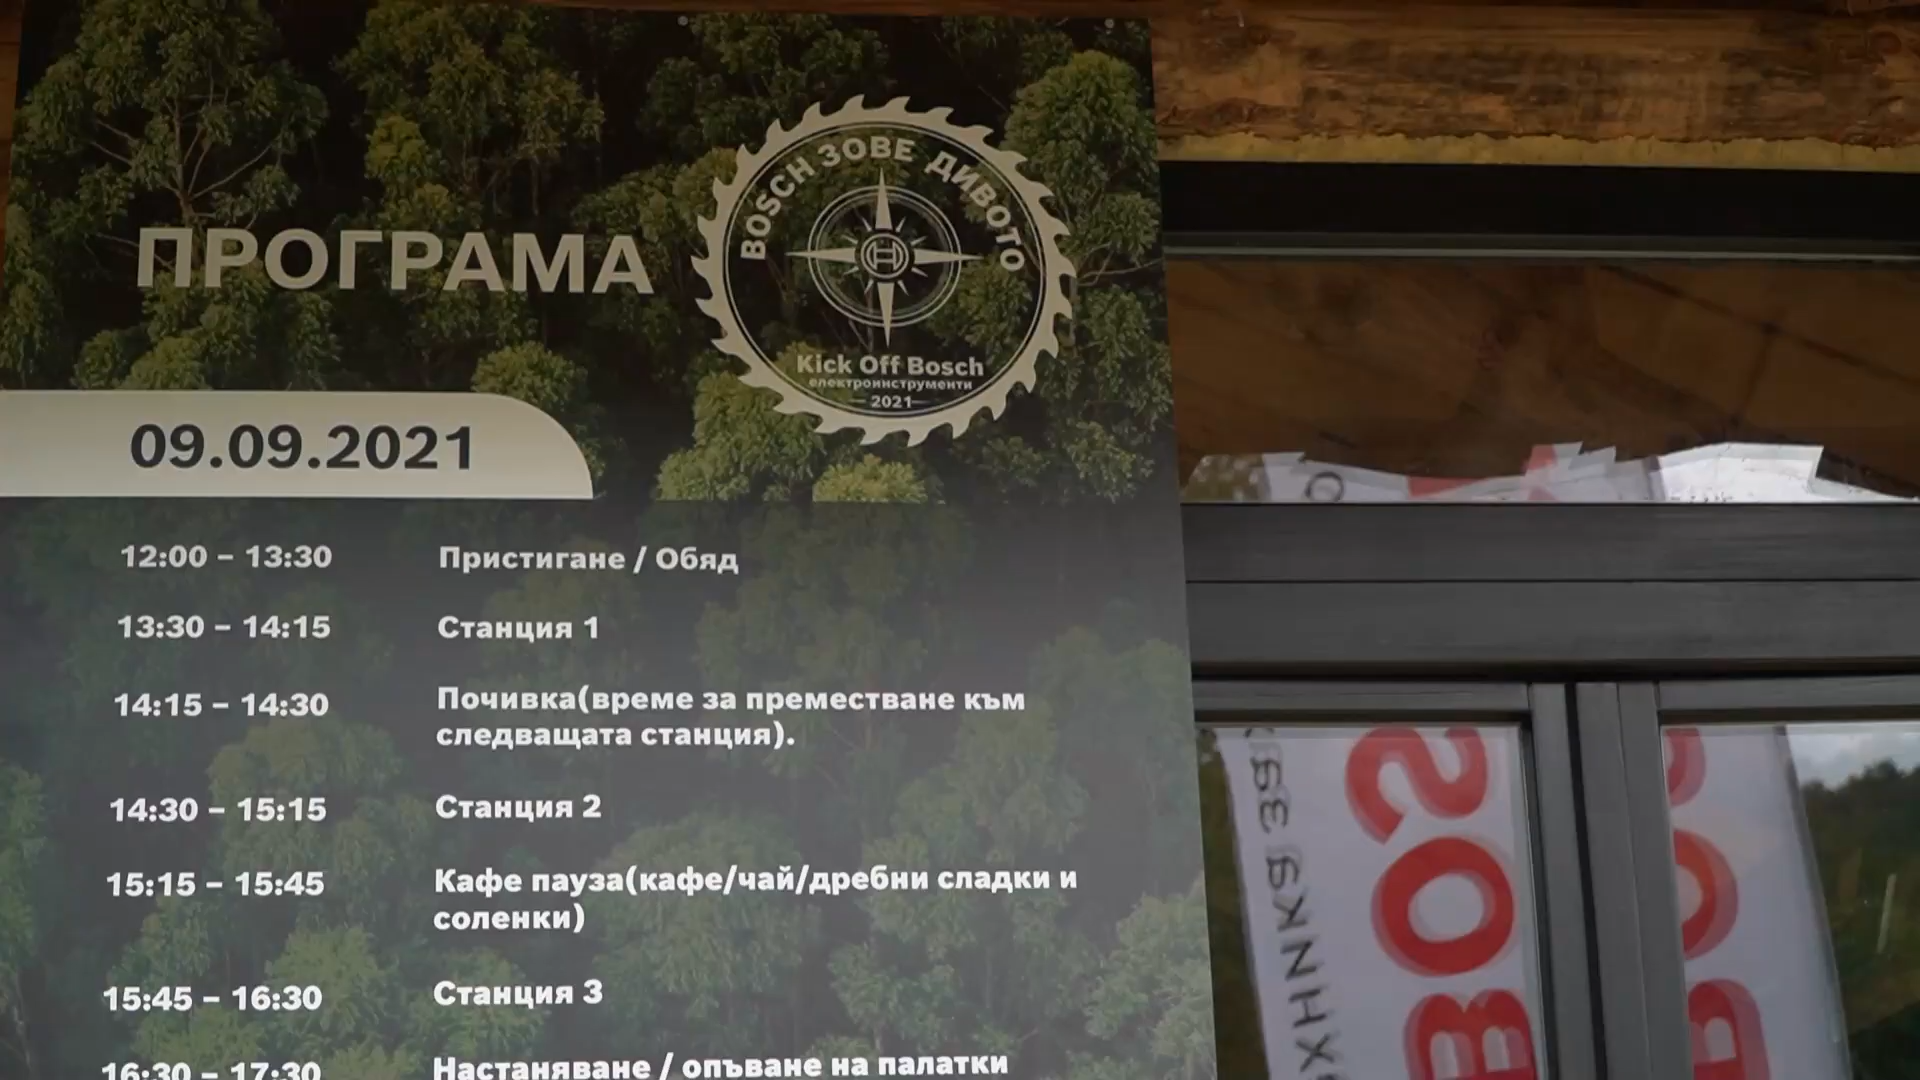 ПРОГРАМА
BOSCH ЗОВЕ ДИВОТО
Kick Off Bosch
електроинструменти
2021
09.09.2021
12:00 – 13:30 Пристигане / Обяд
13:30 – 14:15 Станция 1
14:15 – 14:30 Почивка(време за преместване към
следващата станция).
14:30 – 15:15 Станция 2
15:15 – 15:45 Кафе пауза(кафе/чай/дребни сладки и
соленки)
15:45 – 16:30 Станция 3
16:30 – 17:30 Настаняване / опъване на палатки